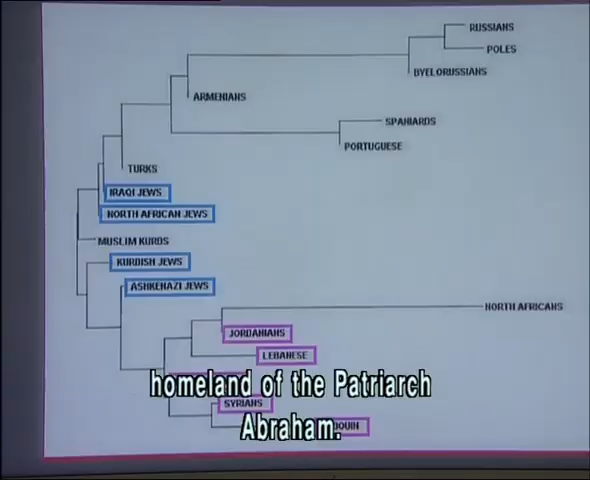 RUSSIANS
POLES
BYELORUSSIANS
ARMENIANS
SPANIARDS
PORTUGUESE
TURKS
IRAQI JEWS
NORTH AFRICAN JEWS
MUSLIM KURDS
KURDISH JEWS
ASHKENAZI JEWS
NORTH AFRICANS
JORDANIANS
LEBANESE
homeland of the Patriarch
SYRIANS
Abraham.